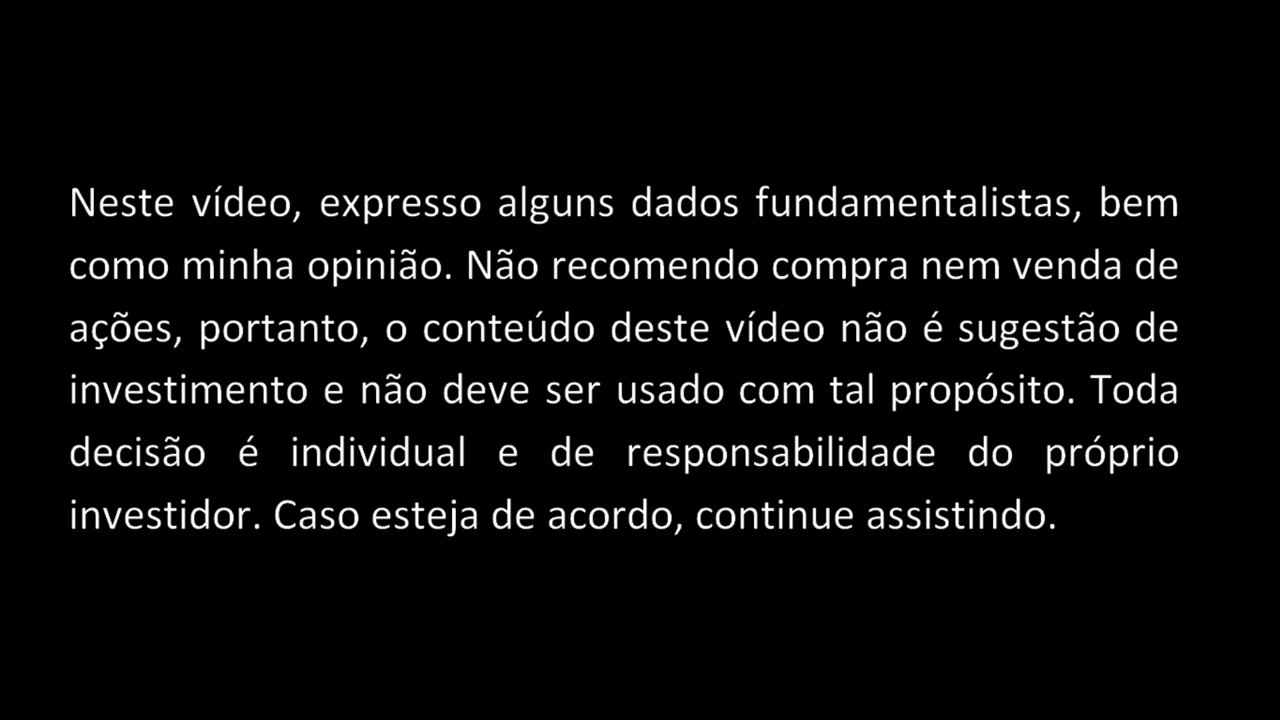 Neste vídeo, expresso alguns dados fundamentalistas, bem
como minha opinião. Não recomendo compra nem venda de
ações, portanto, o conteúdo deste vídeo não é sugestão de
investimento e não deve ser usado com tal propósito. Toda
decisão é individual e de responsabilidade do próprio
investidor. Caso esteja de acordo, continue assistindo.